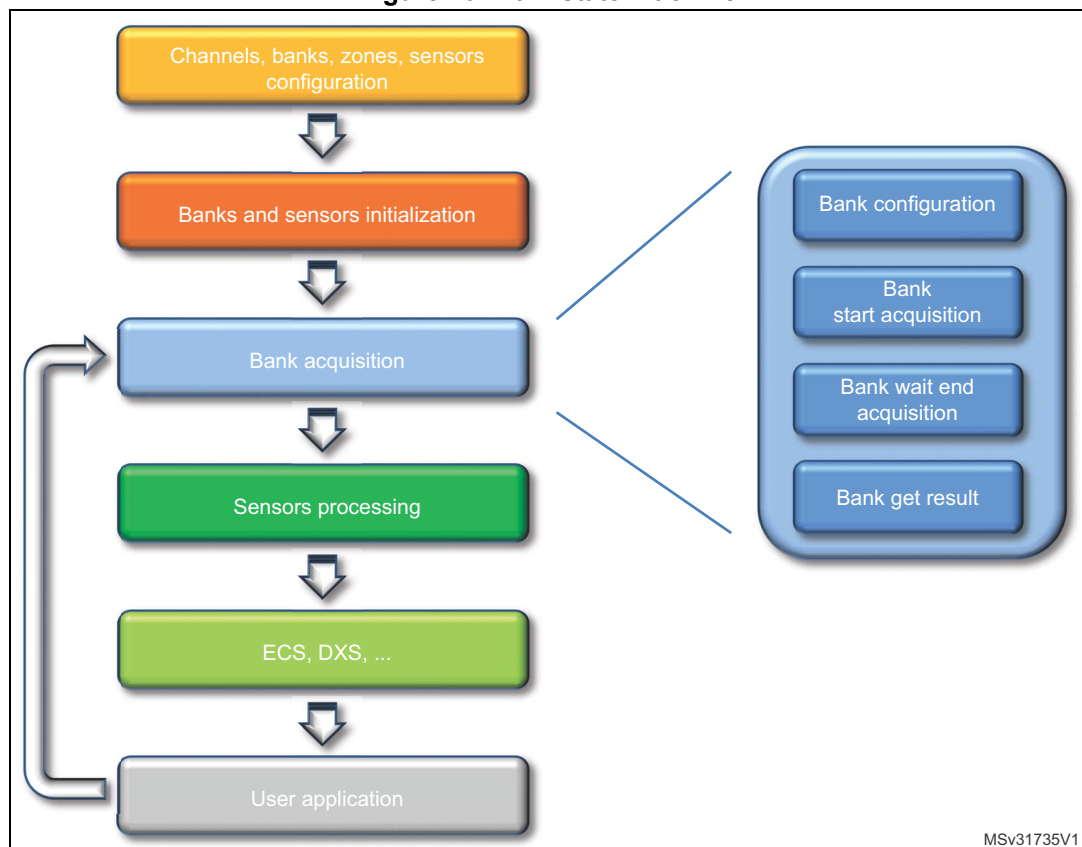 Channels, banks, zones, sensors
configuration
Banks and sensors initialization
Bank acquisition
Sensors processing
ECS, DXS, ...
User application
Bank configuration
Bank
start acquisition
Bank wait end
acquisition
Bank get result
MSv31735V1